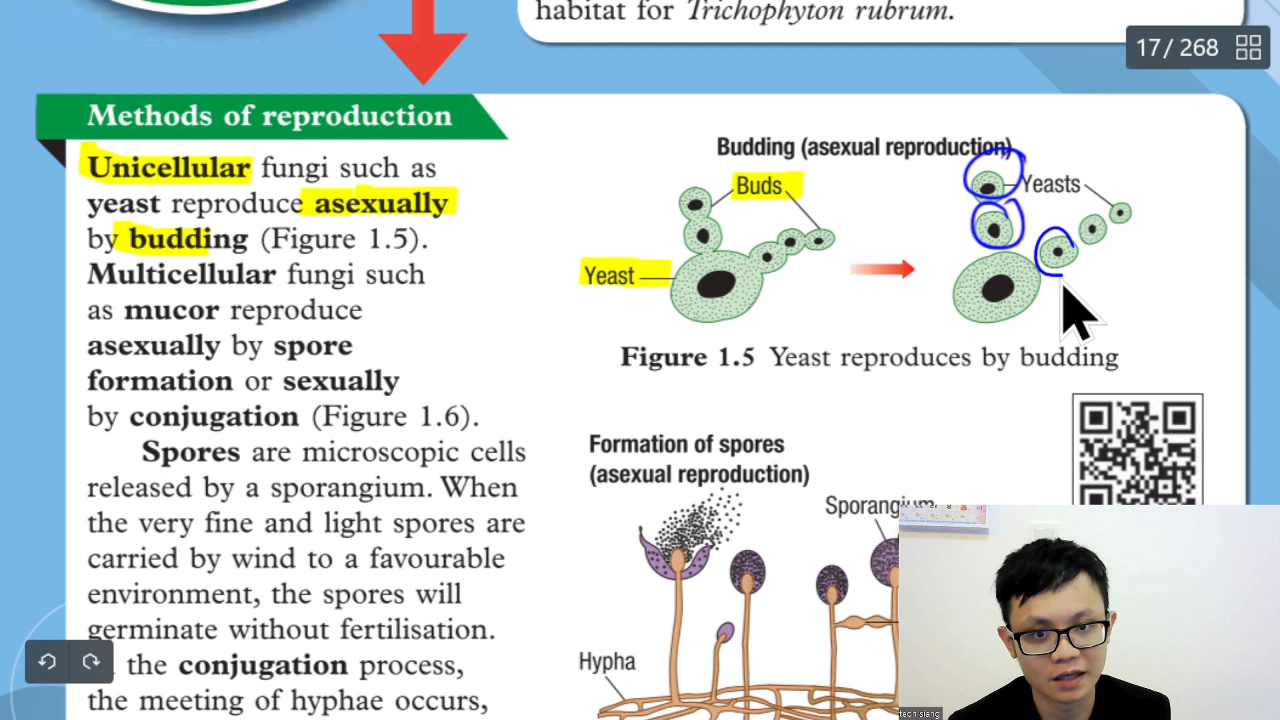 habitat for Trichophyton rubrum.
17 / 268
Methods of reproduction
Unicellular fungi such as
yeast reproduce asexually
by budding (Figure 1.5).
Multicellular fungi such
as mucor reproduce
asexually by spore
formation or sexually
by conjugation (Figure 1.6).
Spores are microscopic cells
released by a sporangium. When
the very fine and light spores are
carried by wind to a favourable
environment, the spores will
germinate without fertilisation.
the conjugation process,
the meeting of hyphae occurs,
Budding (asexual reproduction)
Buds
Yeasts
Yeast
Figure 1.5 Yeast reproduces by budding
Formation of spores
(asexual reproduction)
Sporangium
Hypha
tech siang